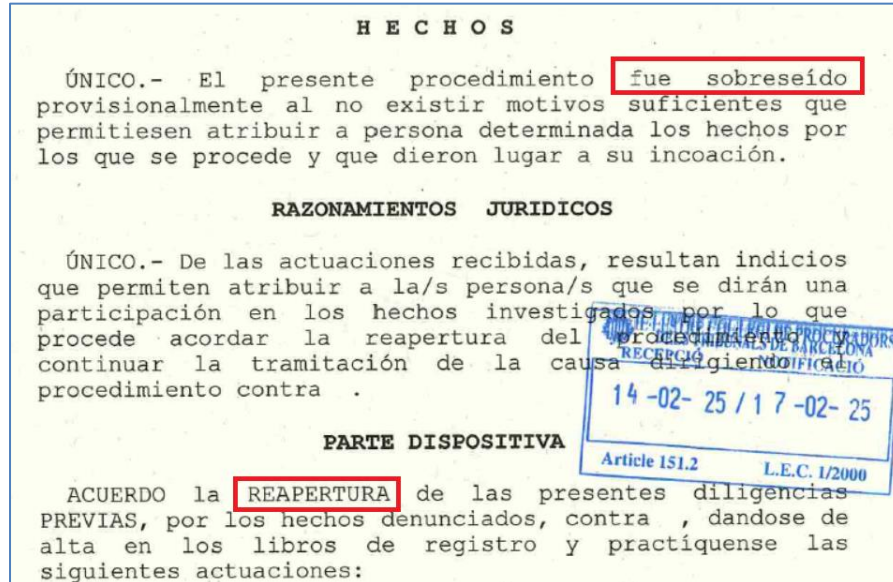 H E C H O S
ÚNICO.- El presente procedimiento fue sobreseído
provisionalmente al no existir motivos suficientes que
permitiesen atribuir a persona determinada los hechos por
los que se procede y que dieron lugar a su incoación.
RAZONAMIENTOS JURIDICOS
ÚNICO.- De las actuaciones recibidas, resultan indicios
que permiten atribuir a la/s persona/s que se dirán una
participación en los hechos investigados por lo que
procede acordar la reapertura del procedimiento y
continuar la tramitación de la causa dirigiendo el
procedimiento contra .
PROCURADORS
TRIBUNALS DE BARCELONA
RECEPCIÓ NOTIFICACIÓ
14 -02- 25 / 17 -02- 25
Article 151.2 L.E.C. 1/2000
PARTE DISPOSITIVA
ACUERDO la REAPERTURA de las presentes diligencias
PREVIAS, por los hechos denunciados, contra , dandose de
alta en los libros de registro y practíquense las
siguientes actuaciones: